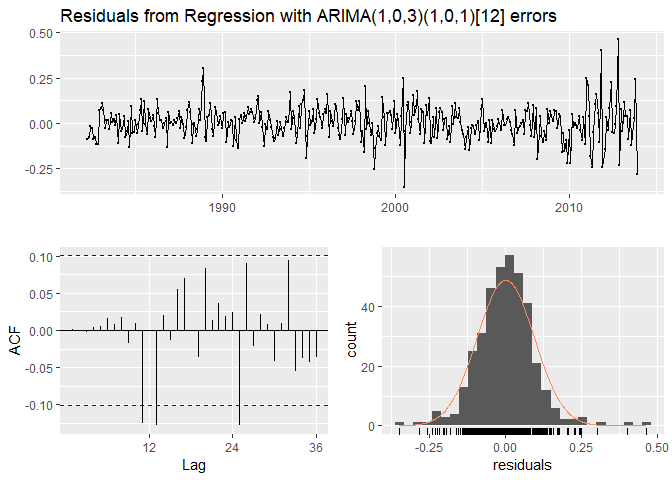 Residuals from Regression with ARIMA(1,0,3)(1,0,1)[12] errors
0.50
0.25
0.00
-0.25
1990 2000 2010
0.10
0.05
0.00
-0.05
-0.10
ACF
12 24 36
Lag
40
20
0
count
-0.25 0.00 0.25 0.50
residuals